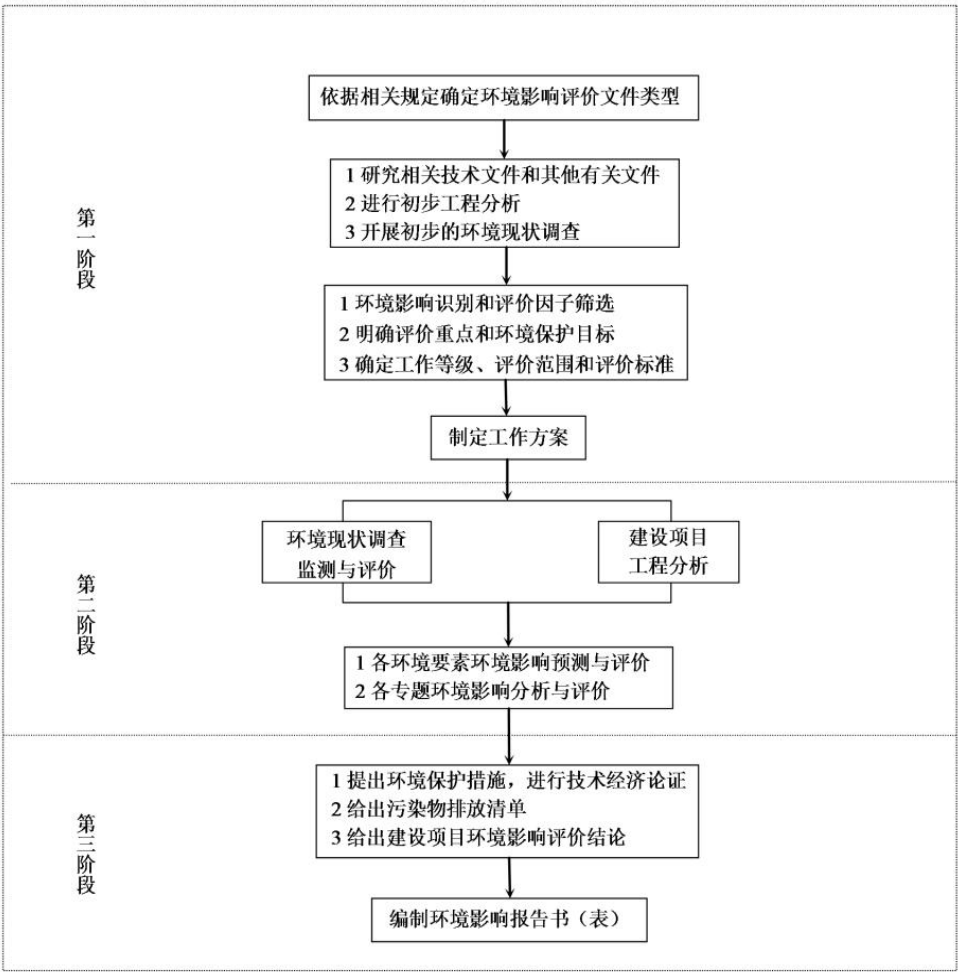 依据相关规定确定环境影响评价文件类型
1 研究相关技术文件和其他有关文件
2 进行初步工程分析
3 开展初步的环境现状调查
第一阶段
1 环境影响识别和评价因子筛选
2 明确评价重点和环境保护目标
3 确定工作等级、评价范围和评价标准
制定工作方案
环境现状调查
监测与评价
建设项目
工程分析
第二阶段
1 各环境要素环境影响预测与评价
2 各专题环境影响分析与评价
1 提出环境保护措施，进行技术经济论证
2 给出污染物排放清单
3 给出建设项目环境影响评价结论
第三阶段
编制环境影响报告书（表）